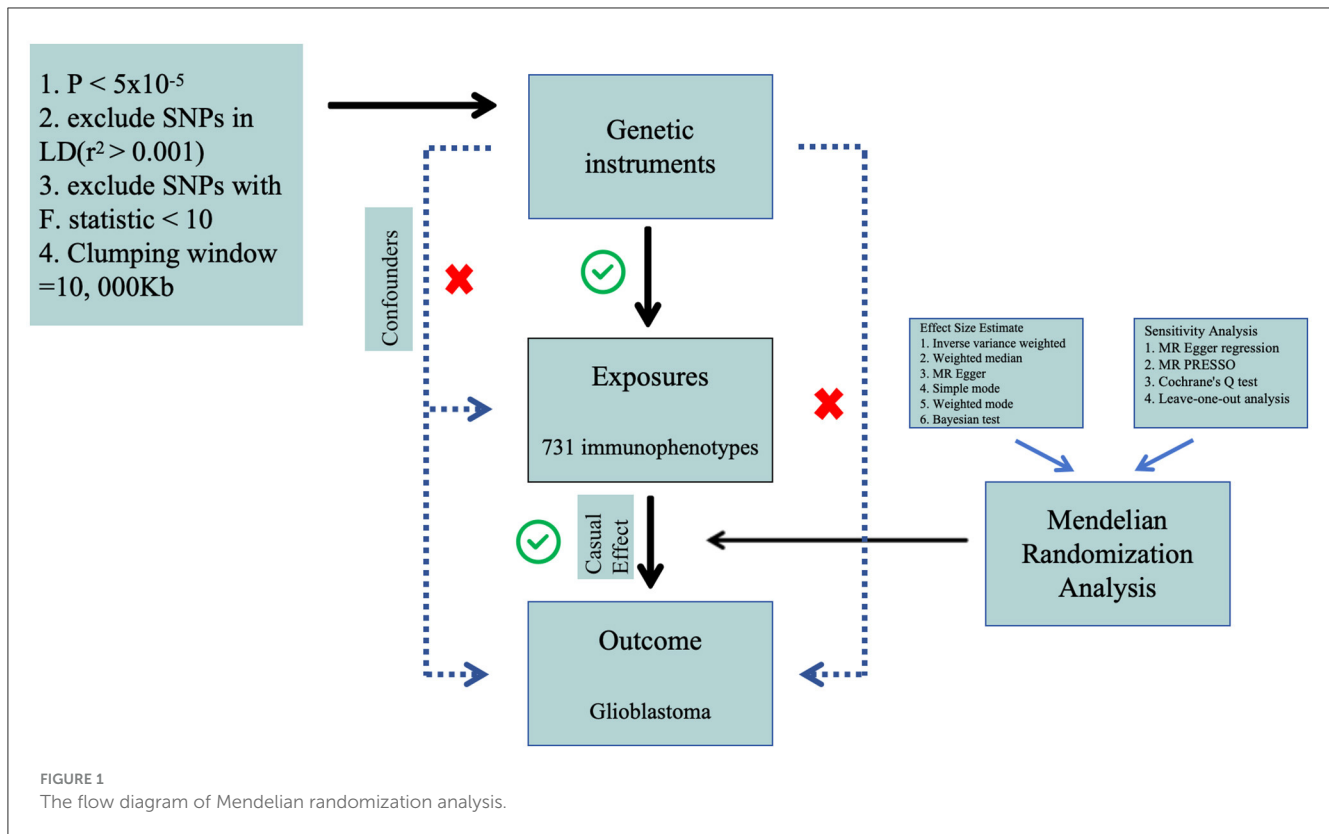 1. P < 5x10⁻⁵
2. exclude SNPs in
LD(r² > 0.001)
3. exclude SNPs with
F. statistic < 10
4. Clumping window
=10, 000Kb
Genetic
instruments
Confounders
Exposures
731 immunophenotypes
Casual
Effect
Outcome
Glioblastoma
Effect Size Estimate
1. Inverse variance weighted
2. Weighted median
3. MR Egger
4. Simple mode
5. Weighted mode
6. Bayesian test
Sensitivity Analysis
1. MR Egger regression
2. MR PRESSO
3. Cochrane's Q test
4. Leave-one-out analysis
Mendelian
Randomization
Analysis
FIGURE 1
The flow diagram of Mendelian randomization analysis.